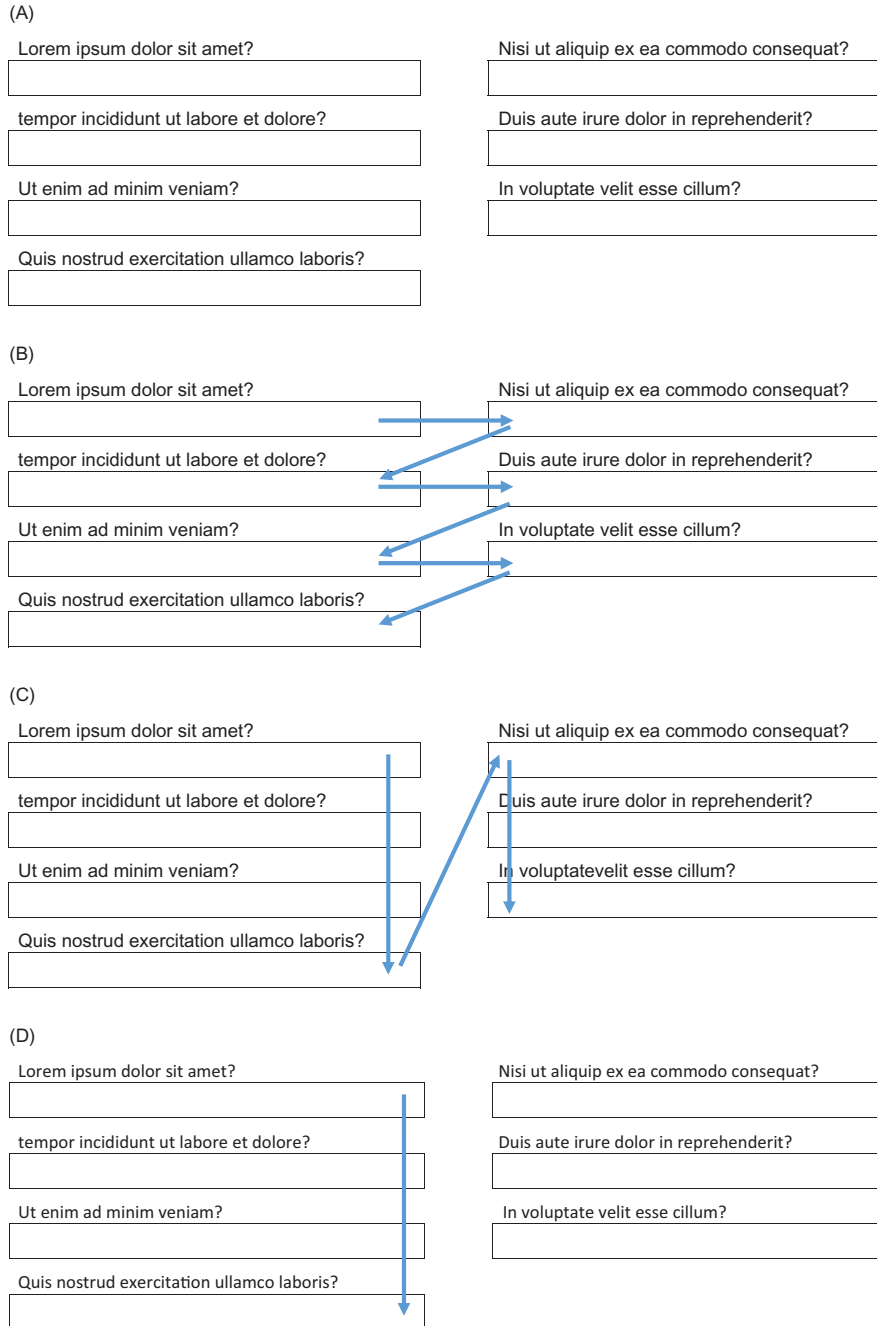 (A)
Lorem ipsum dolor sit amet?
Nisi ut aliquip ex ea commodo consequat?
tempor incididunt ut labore et dolore?
Duis aute irure dolor in reprehenderit?
Ut enim ad minim veniam?
In voluptate velit esse cillum?
Quis nostrud exercitation ullamco laboris?
(B)
Lorem ipsum dolor sit amet?
Nisi ut aliquip ex ea commodo consequat?
tempor incididunt ut labore et dolore?
Duis aute irure dolor in reprehenderit?
Ut enim ad minim veniam?
In voluptate velit esse cillum?
Quis nostrud exercitation ullamco laboris?
(C)
Lorem ipsum dolor sit amet?
Nisi ut aliquip ex ea commodo consequat?
tempor incididunt ut labore et dolore?
Duis aute irure dolor in reprehenderit?
Ut enim ad minim veniam?
In voluptatevelit esse cillum?
Quis nostrud exercitation ullamco laboris?
(D)
Lorem ipsum dolor sit amet?
Nisi ut aliquip ex ea commodo consequat?
tempor incididunt ut labore et dolore?
Duis aute irure dolor in reprehenderit?
Ut enim ad minim veniam?
In voluptate velit esse cillum?
Quis nostrud exercitation ullamco laboris?